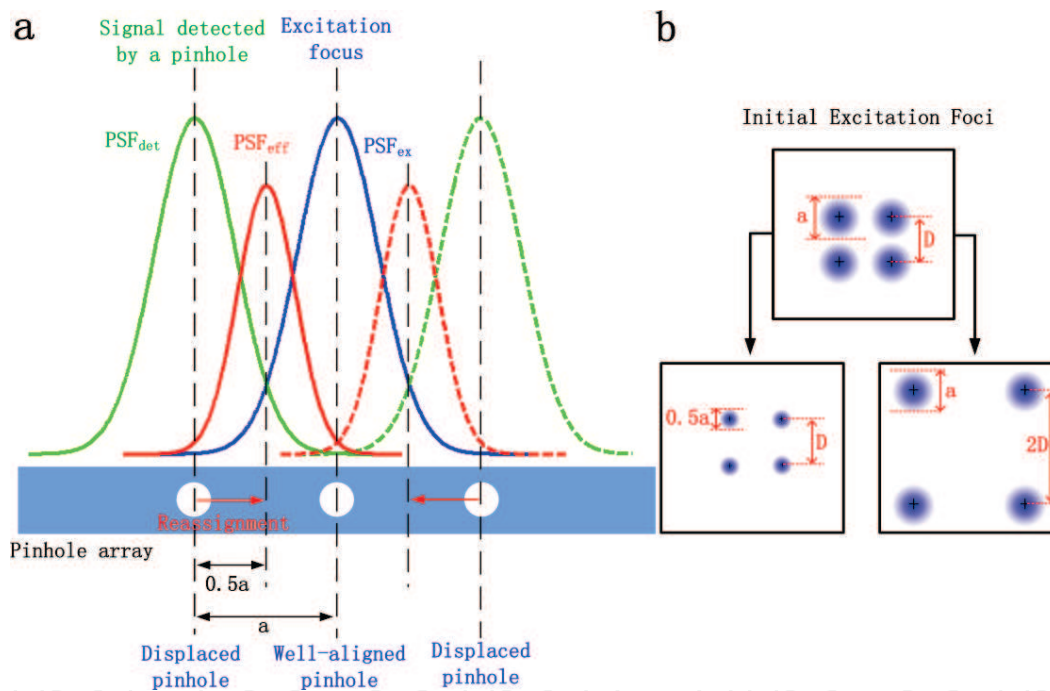 a
Signal detected
by a pinhole
Excitation
focus
PSFdet
PSFeff
PSFex
Reassignment
Pinhole array
0.5a
a
Displaced
pinhole
Well-aligned
pinhole
Displaced
pinhole
b
Initial Excitation Foci
a
D
0.5a
D
a
2D